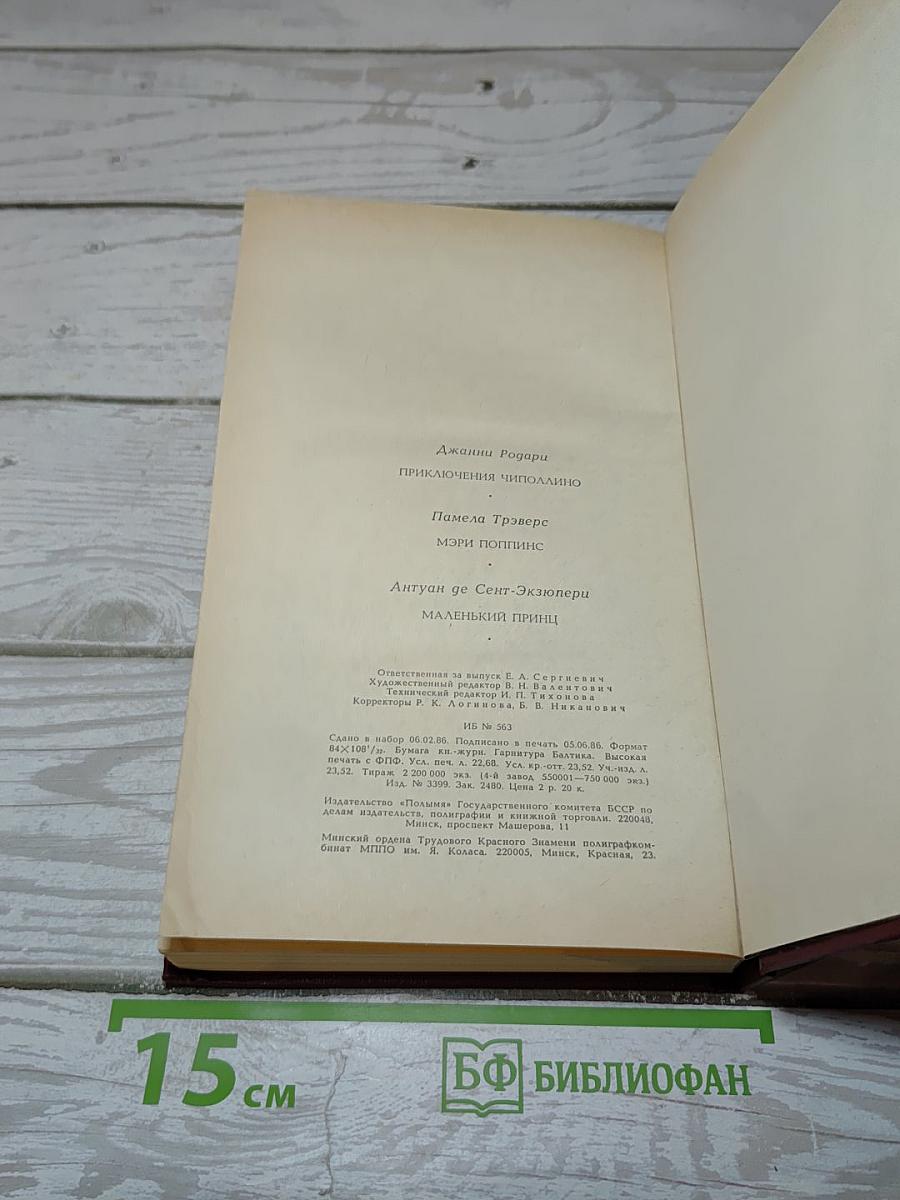 Джанни Родари
ПРИКЛЮЧЕНИЯ ЧИПОЛЛИНО
Памела Трэверс
МЭРИ ПОППИНС
Антуан де Сент-Экзюпери
МАЛЕНЬКИЙ ПРИНЦ
Ответственная за выпуск Е. А. Сергиевич
Художественный редактор В. Н. Валентович
Технический редактор И. П. Тихонова
Корректоры Р. К. Логинова, Б. В. Никанович
ИБ № 563
Сдано в набор 06.02.86. Подписано в печать 05.06.86. Формат
84×108¹/₃₂. Бумага кн.-журн. Гарнитура Балтика. Высокая
печать с ФПФ. Усл. печ. л. 22,68. Усл. кр.-отт. 23,52. Уч.-изд. л.
23,52. Тираж 2 200 000 экз. (4-й завод 550001—750 000 экз.)
Изд. № 3399. Зак. 2480. Цена 2 р. 20 к.
Издательство «Полымя» Государственного комитета БССР по
делам издательств, полиграфии и книжной торговли. 220048,
Минск, проспект Машерова, 11
Минский ордена Трудового Красного Знамени полиграфком-
бинат МППО им. Я. Коласа. 220005, Минск, Красная, 23.
15 см
БФ БИБЛИОФАН